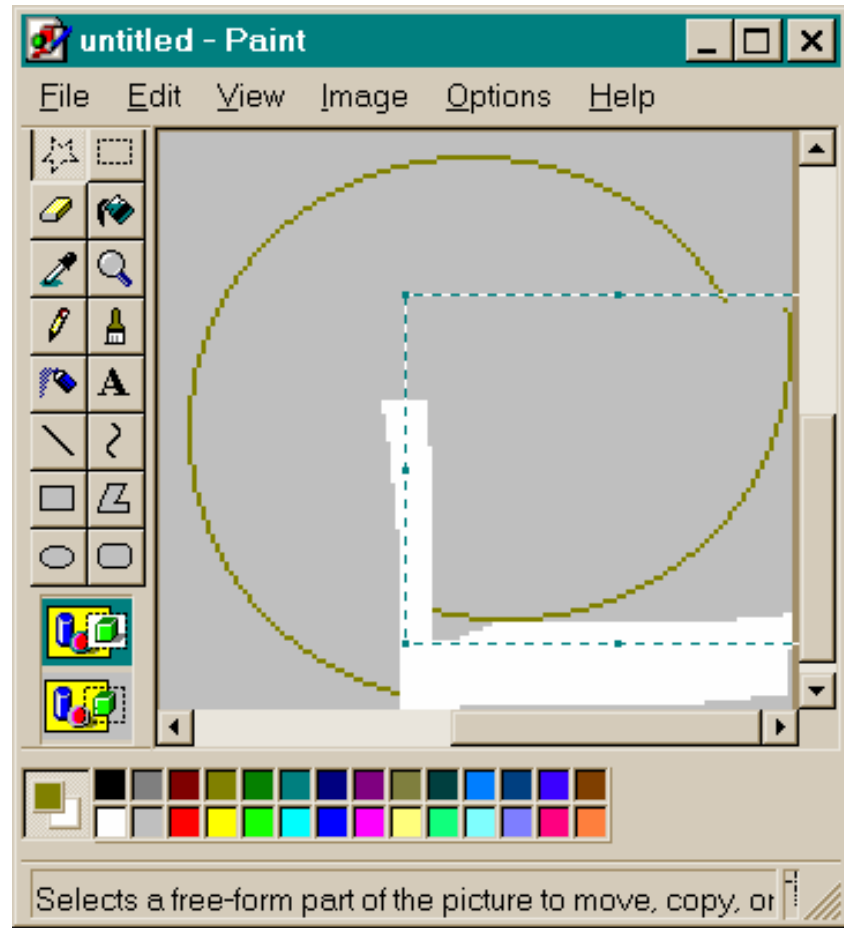 untitled - Paint
File Edit View Image Options Help
A
Selects a free-form part of the picture to move, copy, or